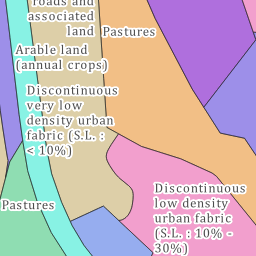 roads and
associated
land
Pastures
Arable land
(annual crops)
Discontinuous
very low
density urban
fabric (S.L. :
< 10%)
Pastures
Discontinuous
low density
urban fabric
(S.L. : 10% -
30%)